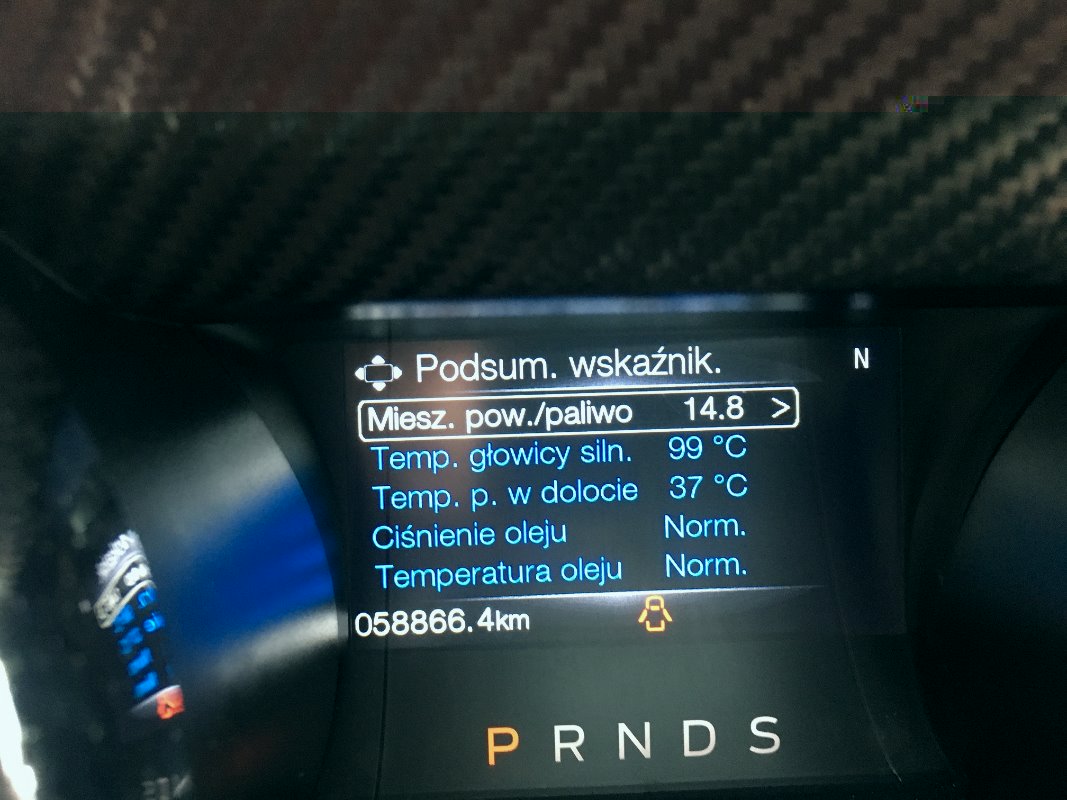 Podsum. wskaźnik. N
Miesz. pow./paliwo 14.8 >
Temp. głowicy siln. 99 °C
Temp. p. w dolocie 37 °C
Ciśnienie oleju Norm.
Temperatura oleju Norm.
058866.4km
P R N D S